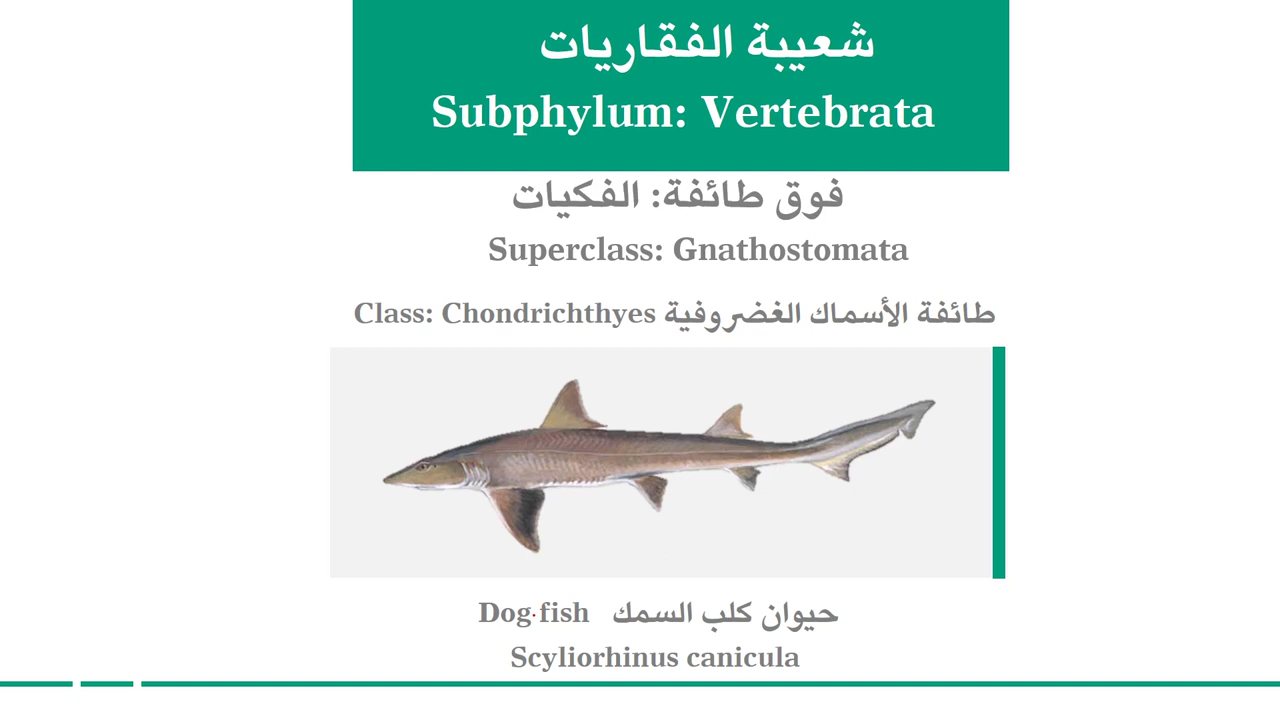 شعيبة الفقاريات
Subphylum: Vertebrata
فوق طائفة: الفكيات
Superclass: Gnathostomata
طائفة الأسماك الغضروفية Class: Chondrichthyes
حيوان كلب السمك Dog fish
Scyliorhinus canicula